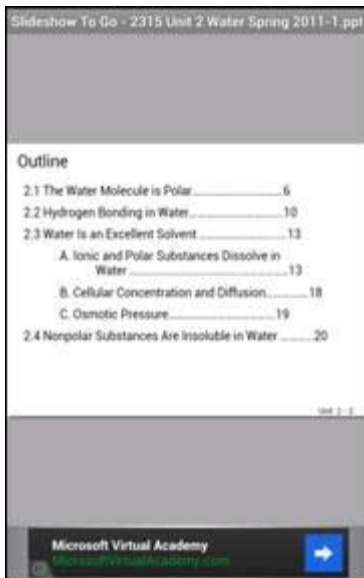 Slideshow To Go - 2315 Unit 2 Water Spring 2011-1.ppt
Outline
2.1 The Water Molecule is Polar..............................6
2.2 Hydrogen Bonding in Water..............................10
2.3 Water Is an Excellent Solvent ..............................13
A. Ionic and Polar Substances Dissolve in
Water ..............................................13
B. Cellular Concentration and Diffusion..............18
C. Osmotic Pressure...................................19
2.4 Nonpolar Substances Are Insoluble in Water ...........20
Unit 2 - 2
Microsoft Virtual Academy
MicrosoftVirtualAcademy.com